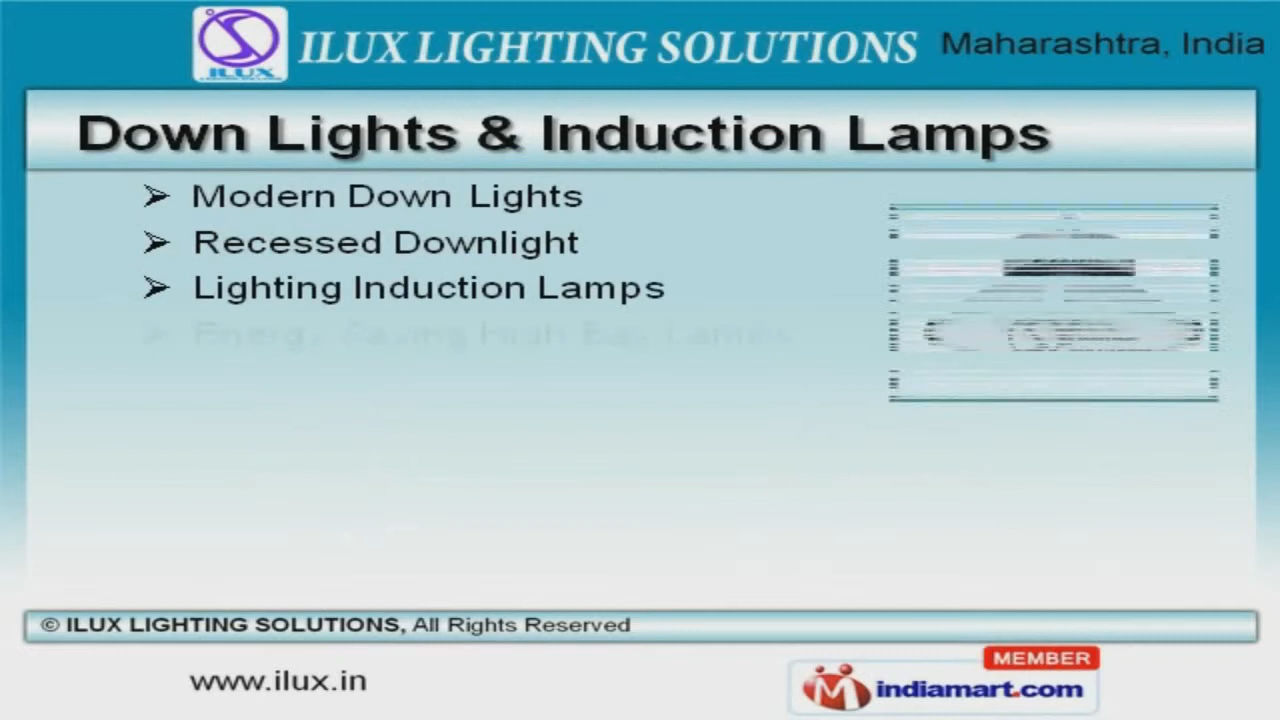 ILUX
ILUX LIGHTING SOLUTIONS
Maharashtra, India
Down Lights & Induction Lamps
➢ Modern Down Lights
➢ Recessed Downlight
➢ Lighting Induction Lamps
© ILUX LIGHTING SOLUTIONS, All Rights Reserved
www.ilux.in
MEMBER
indiamart.com